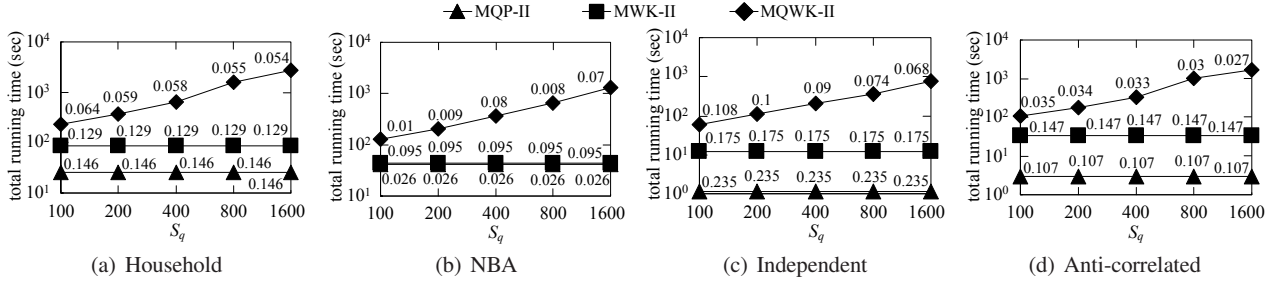 MQP-II MWK-II MQWK-II
total running time (sec)
10^4
10^3
10^2
10^1
0.064 0.059 0.058 0.055 0.054
0.129 0.129 0.129 0.129 0.129
0.146 0.146 0.146 0.146 0.146
100 200 400 800 1600
S_q
(a) Household
total running time (sec)
10^4
10^3
10^2
10^1
0.01 0.009 0.08 0.008 0.07
0.095 0.095 0.095 0.095 0.095
0.026 0.026 0.026 0.026 0.026
100 200 400 800 1600
S_q
(b) NBA
total running time (sec)
10^4
10^3
10^2
10^1
10^0
0.108 0.1 0.09 0.074 0.068
0.175 0.175 0.175 0.175 0.175
0.235 0.235 0.235 0.235
100 200 400 800 1600
S_q
(c) Independent
total running time (sec)
10^4
10^3
10^2
10^1
10^0
0.035 0.034 0.033 0.03 0.027
0.147 0.147 0.147 0.147 0.147
0.107 0.107 0.107 0.107
100 200 400 800 1600
S_q
(d) Anti-correlated